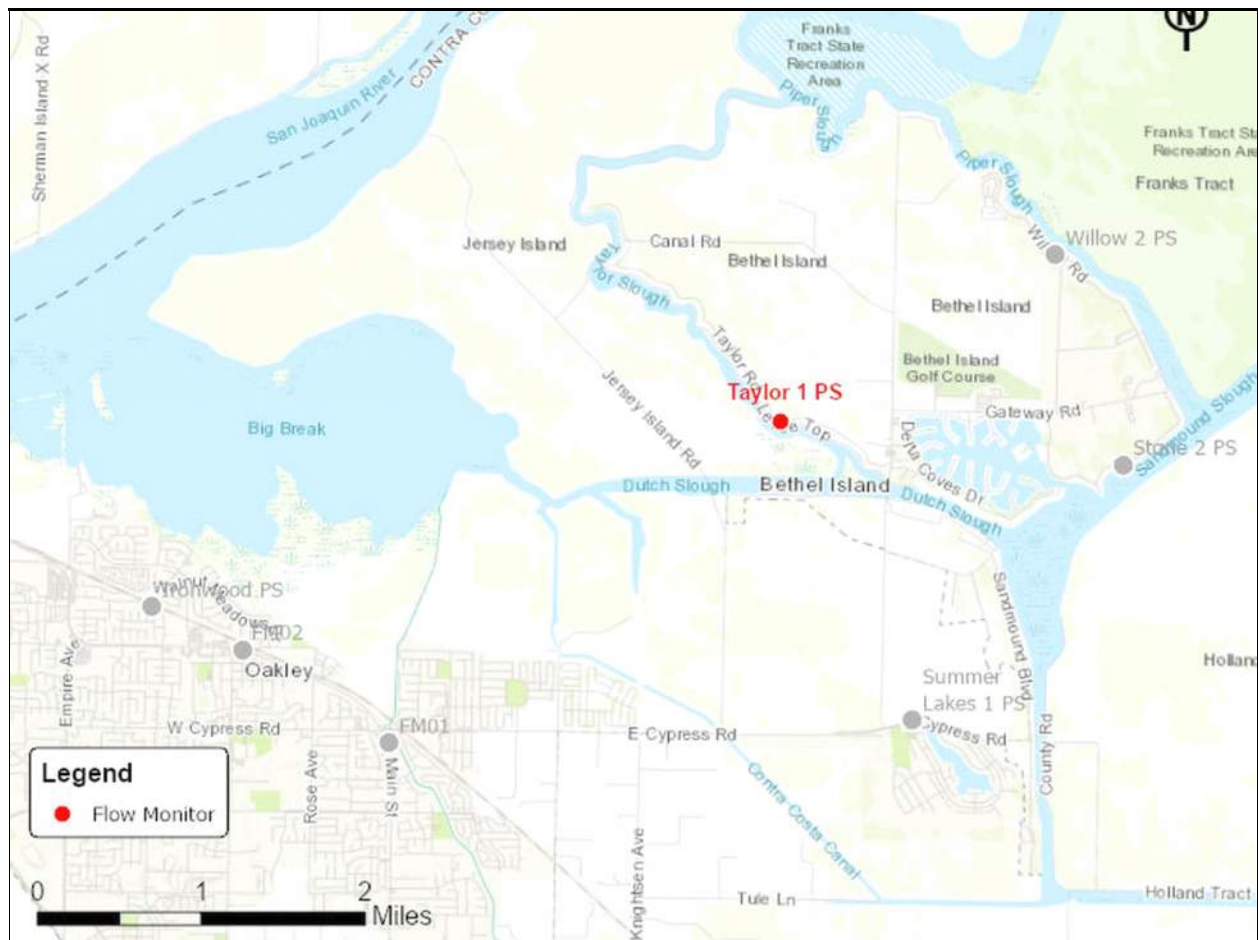 N
Franks
Tract State
Recreation
Area
CONTRA CO
San Joaquin River
Sherman Island X Rd
Piper Slough
Franks Tract Sta
Recreation Are
Franks Tract
Piper Slough
Willow 2 PS
Jersey Island
Canal Rd
Bethel Island
Taylor Slough
Bethel Island
Bethel Island
Golf Course
Taylor Rd Levee Top
Taylor 1 PS
Jersey Island Rd
Gateway Rd
Big Break
Delta Coves Dr
Stone 2 PS
Sandmound Slough
Dutch Slough
Bethel Island
Dutch Slough
Ironwood PS
FM02
Oakley
Empire Ave
Sandmound Blvd
Holland
Summer
Lakes 1 PS
Cypress Rd
W Cypress Rd
FM01
E Cypress Rd
County Rd
Legend
Flow Monitor
Rose Ave
Main St
Contra Costa Canal
Knightsen Ave
0 1 2
Miles
Tule Ln
Holland Tract